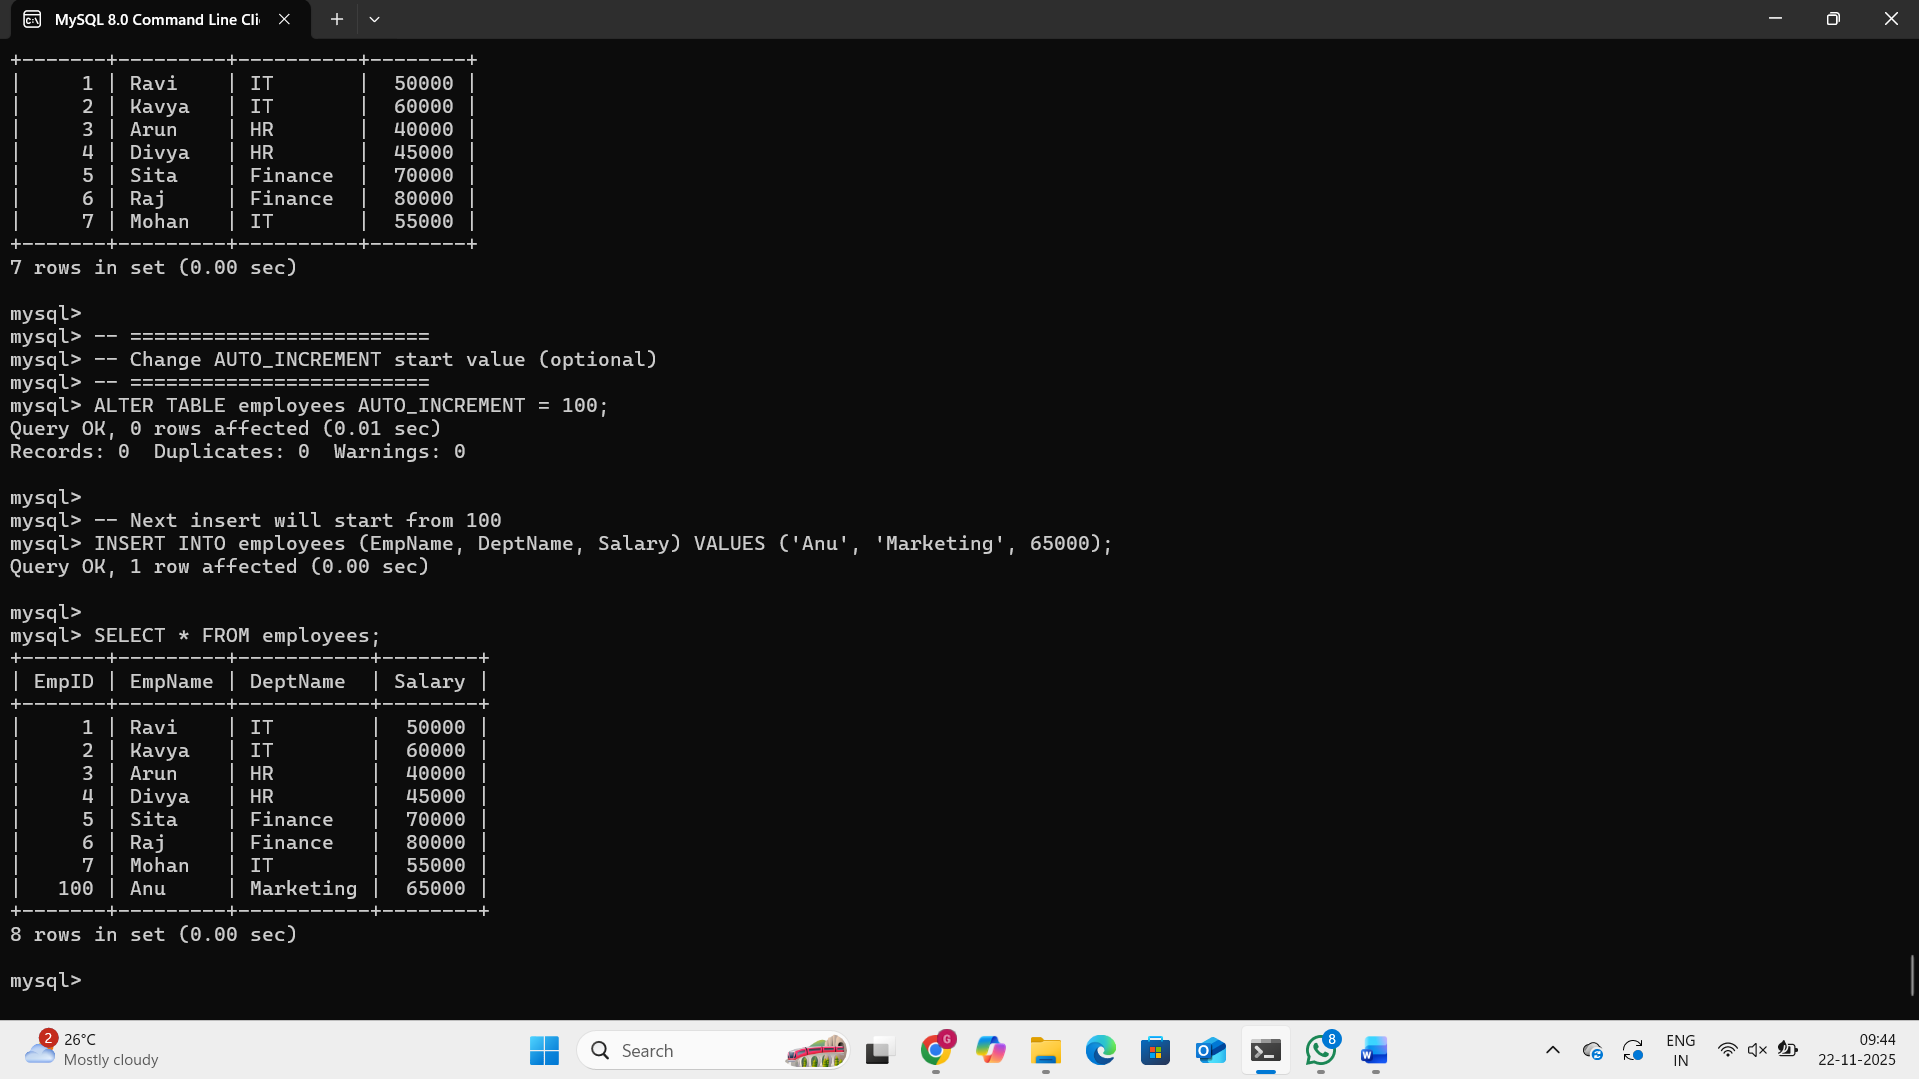 MySQL 8.0 Command Line Cli
+-------+---------+----------+--------+
|     1 | Ravi    | IT       |  50000 |
|     2 | Kavya   | IT       |  60000 |
|     3 | Arun    | HR       |  40000 |
|     4 | Divya   | HR       |  45000 |
|     5 | Sita    | Finance  |  70000 |
|     6 | Raj     | Finance  |  80000 |
|     7 | Mohan   | IT       |  55000 |
+-------+---------+----------+--------+
7 rows in set (0.00 sec)
mysql>
mysql> -- =========================
mysql> -- Change AUTO_INCREMENT start value (optional)
mysql> -- =========================
mysql> ALTER TABLE employees AUTO_INCREMENT = 100;
Query OK, 0 rows affected (0.01 sec)
Records: 0  Duplicates: 0  Warnings: 0
mysql>
mysql> -- Next insert will start from 100
mysql> INSERT INTO employees (EmpName, DeptName, Salary) VALUES ('Anu', 'Marketing', 65000);
Query OK, 1 row affected (0.00 sec)
mysql>
mysql> SELECT * FROM employees;
+-------+---------+-----------+--------+
| EmpID | EmpName | DeptName  | Salary |
+-------+---------+-----------+--------+
|     1 | Ravi    | IT        |  50000 |
|     2 | Kavya   | IT        |  60000 |
|     3 | Arun    | HR        |  40000 |
|     4 | Divya   | HR        |  45000 |
|     5 | Sita    | Finance   |  70000 |
|     6 | Raj     | Finance   |  80000 |
|     7 | Mohan   | IT        |  55000 |
|   100 | Anu     | Marketing |  65000 |
+-------+---------+-----------+--------+
8 rows in set (0.00 sec)
mysql>
2
26°C
Mostly cloudy
Search
G
8
ENG
IN
09:44
22-11-2025